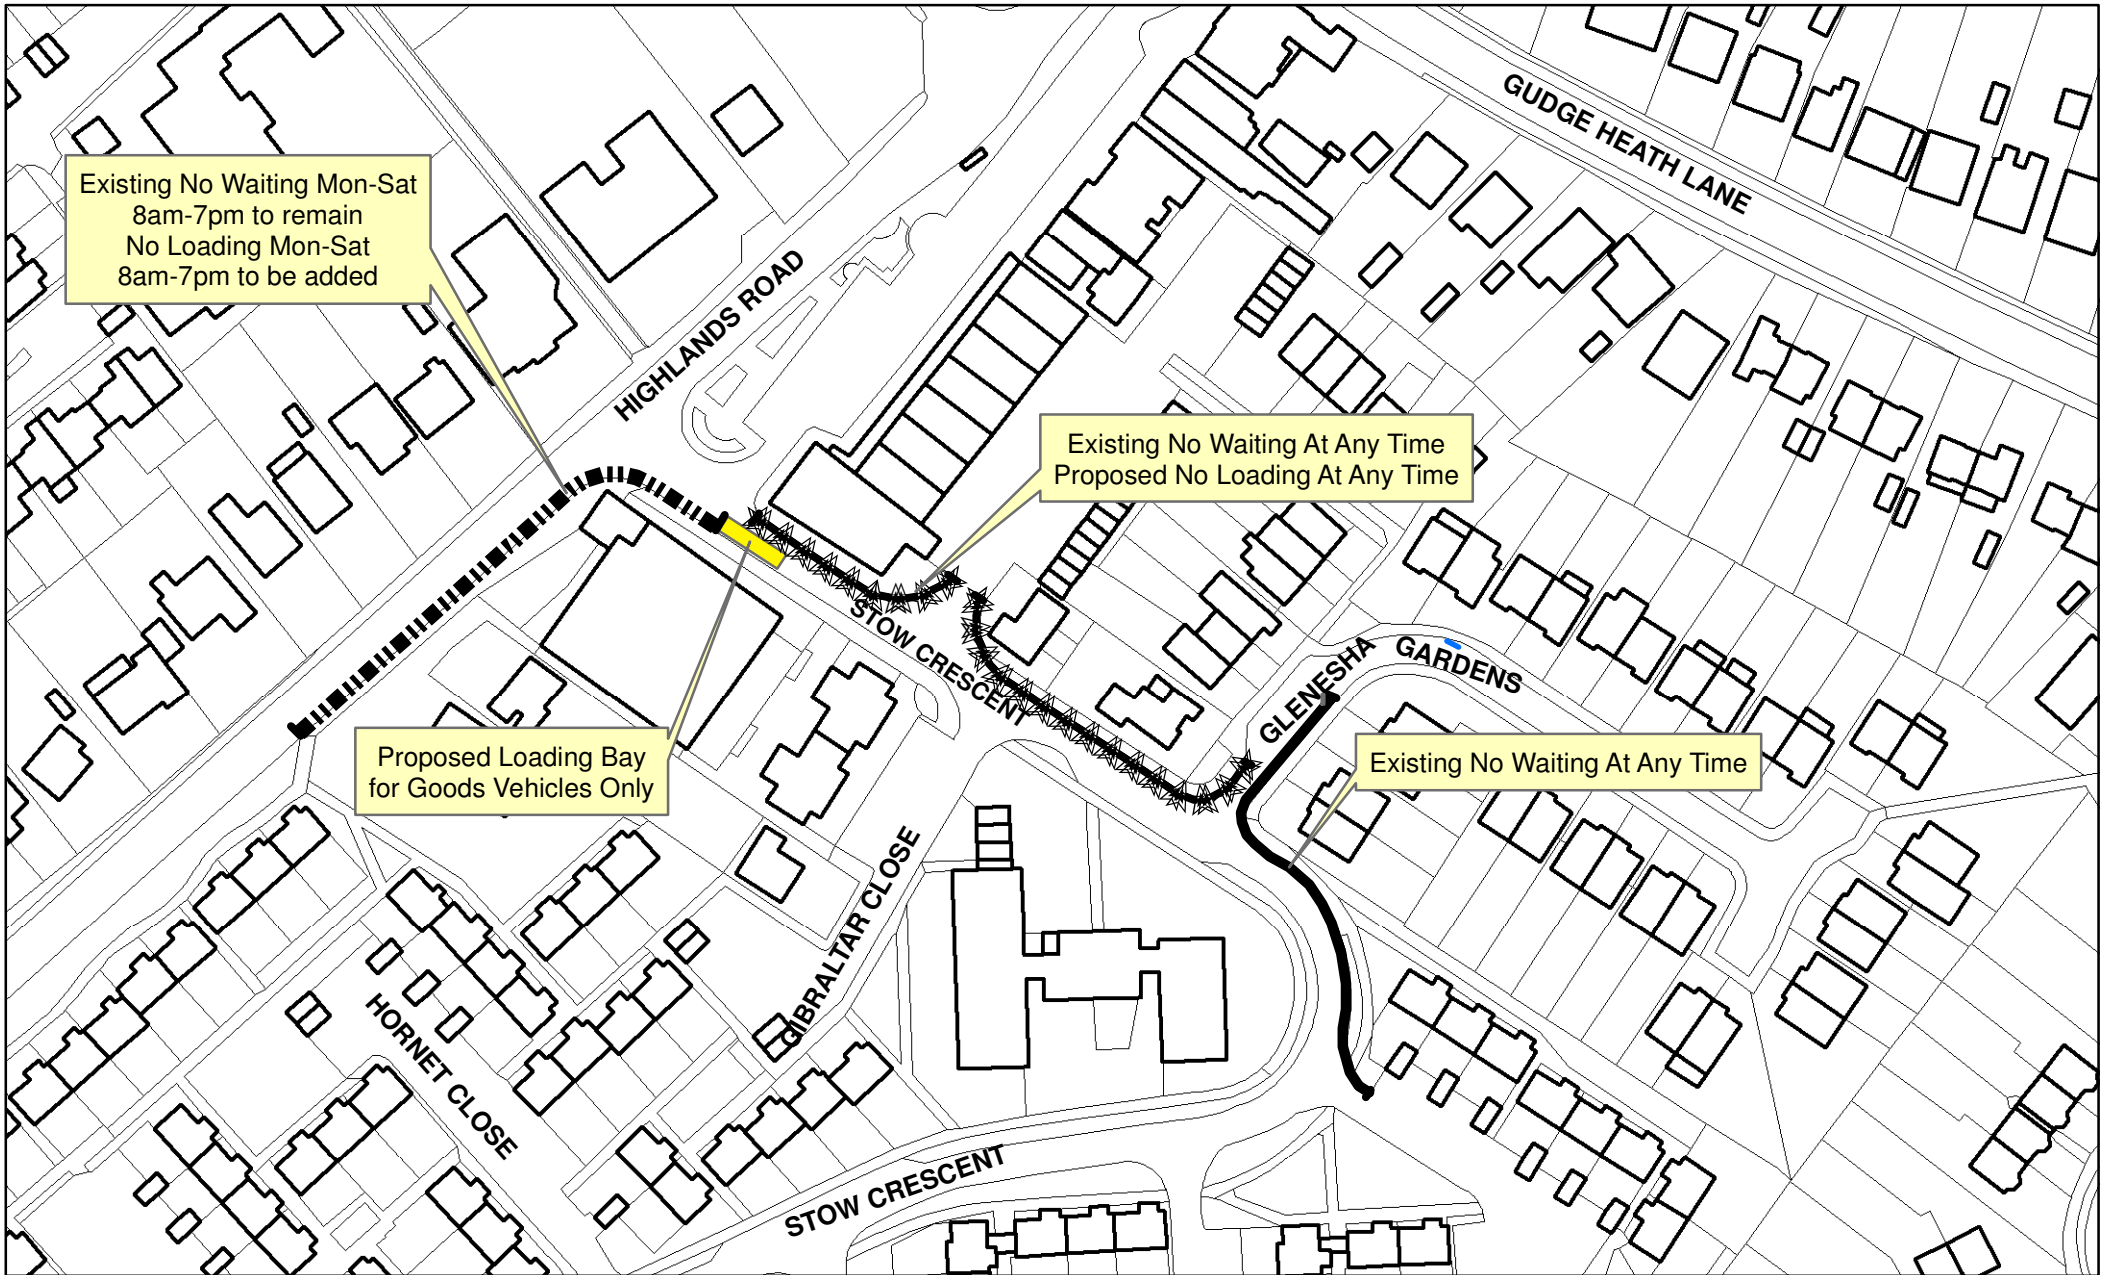 GUDGE HEATH LANE
Existing No Waiting Mon-Sat
8am-7pm to remain
No Loading Mon-Sat
8am-7pm to be added
HIGHLANDS ROAD
Existing No Waiting At Any Time
Proposed No Loading At Any Time
STOW CRESCENT
GLENESHA
GARDENS
Proposed Loading Bay
for Goods Vehicles Only
Existing No Waiting At Any Time
GIBRALTAR CLOSE
HORNET CLOSE
STOW CRESCENT